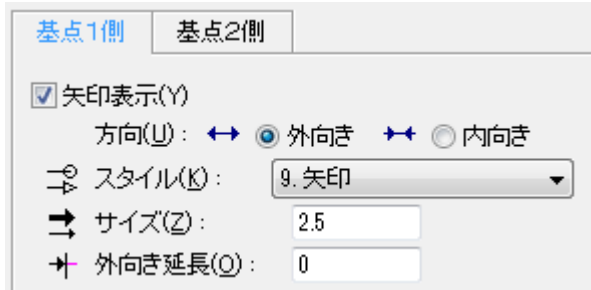 基点1側 基点2側
矢印表示(Y)
方向(U): 外向き 内向き
スタイル(K): 9.矢印
サイズ(Z): 2.5
外向き延長(O): 0